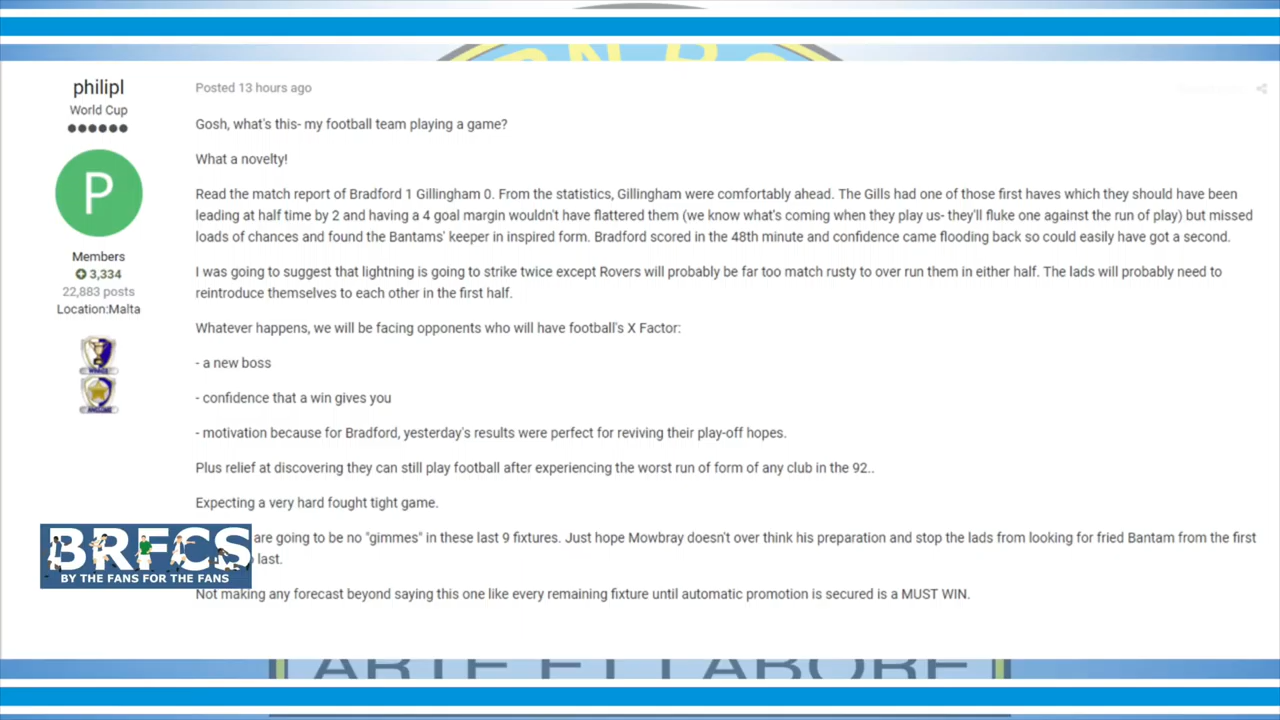 philipl
World Cup
P
Members
3,334
22,883 posts
Location:Malta
Posted 13 hours ago
Gosh, what's this- my football team playing a game?
What a novelty!
Read the match report of Bradford 1 Gillingham 0. From the statistics, Gillingham were comfortably ahead. The Gills had one of those first haves which they should have been
leading at half time by 2 and having a 4 goal margin wouldn't have flattered them (we know what's coming when they play us- they'll fluke one against the run of play) but missed
loads of chances and found the Bantams' keeper in inspired form. Bradford scored in the 48th minute and confidence came flooding back so could easily have got a second.
I was going to suggest that lightning is going to strike twice except Rovers will probably be far too match rusty to over run them in either half. The lads will probably need to
reintroduce themselves to each other in the first half.
Whatever happens, we will be facing opponents who will have football's X Factor:
- a new boss
- confidence that a win gives you
- motivation because for Bradford, yesterday's results were perfect for reviving their play-off hopes.
Plus relief at discovering they can still play football after experiencing the worst run of form of any club in the 92..
Expecting a very hard fought tight game.
are going to be no "gimmes" in these last 9 fixtures. Just hope Mowbray doesn't over think his preparation and stop the lads from looking for fried Bantam from the first
last.
Not making any forecast beyond saying this one like every remaining fixture until automatic promotion is secured is a MUST WIN.
BRFCS
BY THE FANS FOR THE FANS
ARTE ET LABORE